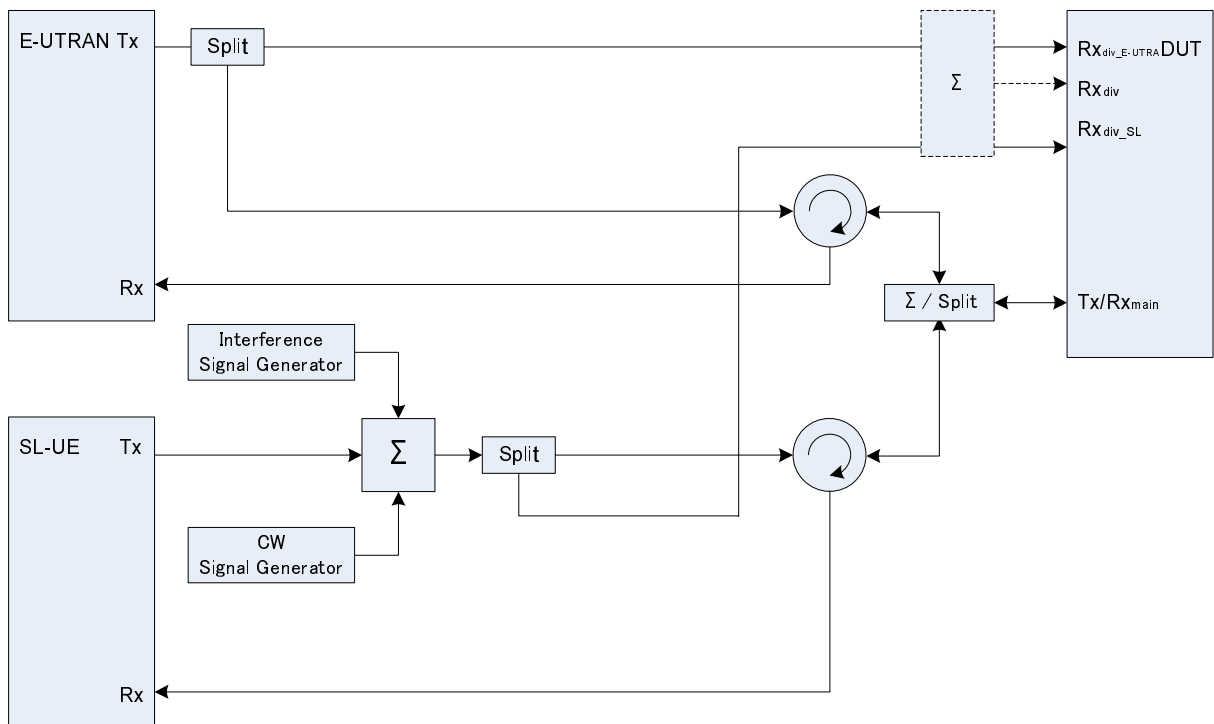 E-UTRAN Tx
Split
Σ
Rxdiv_E-UTRA DUT
Rxdiv
Rxdiv_SL
Rx
Σ / Split
Tx/Rxmain
Interference
Signal Generator
SL-UE Tx
Σ
Split
CW
Signal Generator
Rx